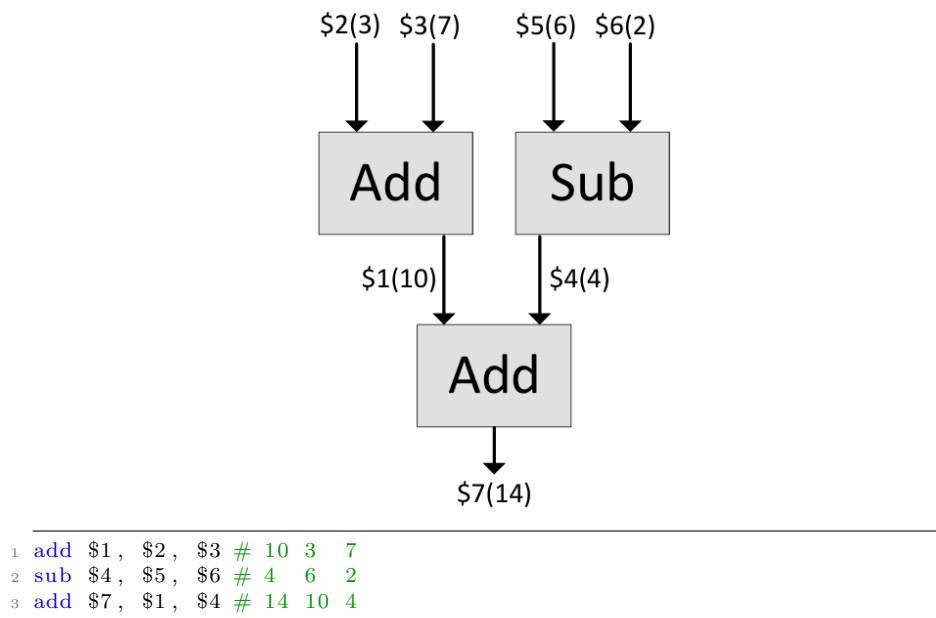 $2(3) $3(7) $5(6) $6(2)
Add Sub
$1(10) $4(4)
Add
$7(14)
1 add $1, $2, $3 # 10 3 7
2 sub $4, $5, $6 # 4 6 2
3 add $7, $1, $4 # 14 10 4